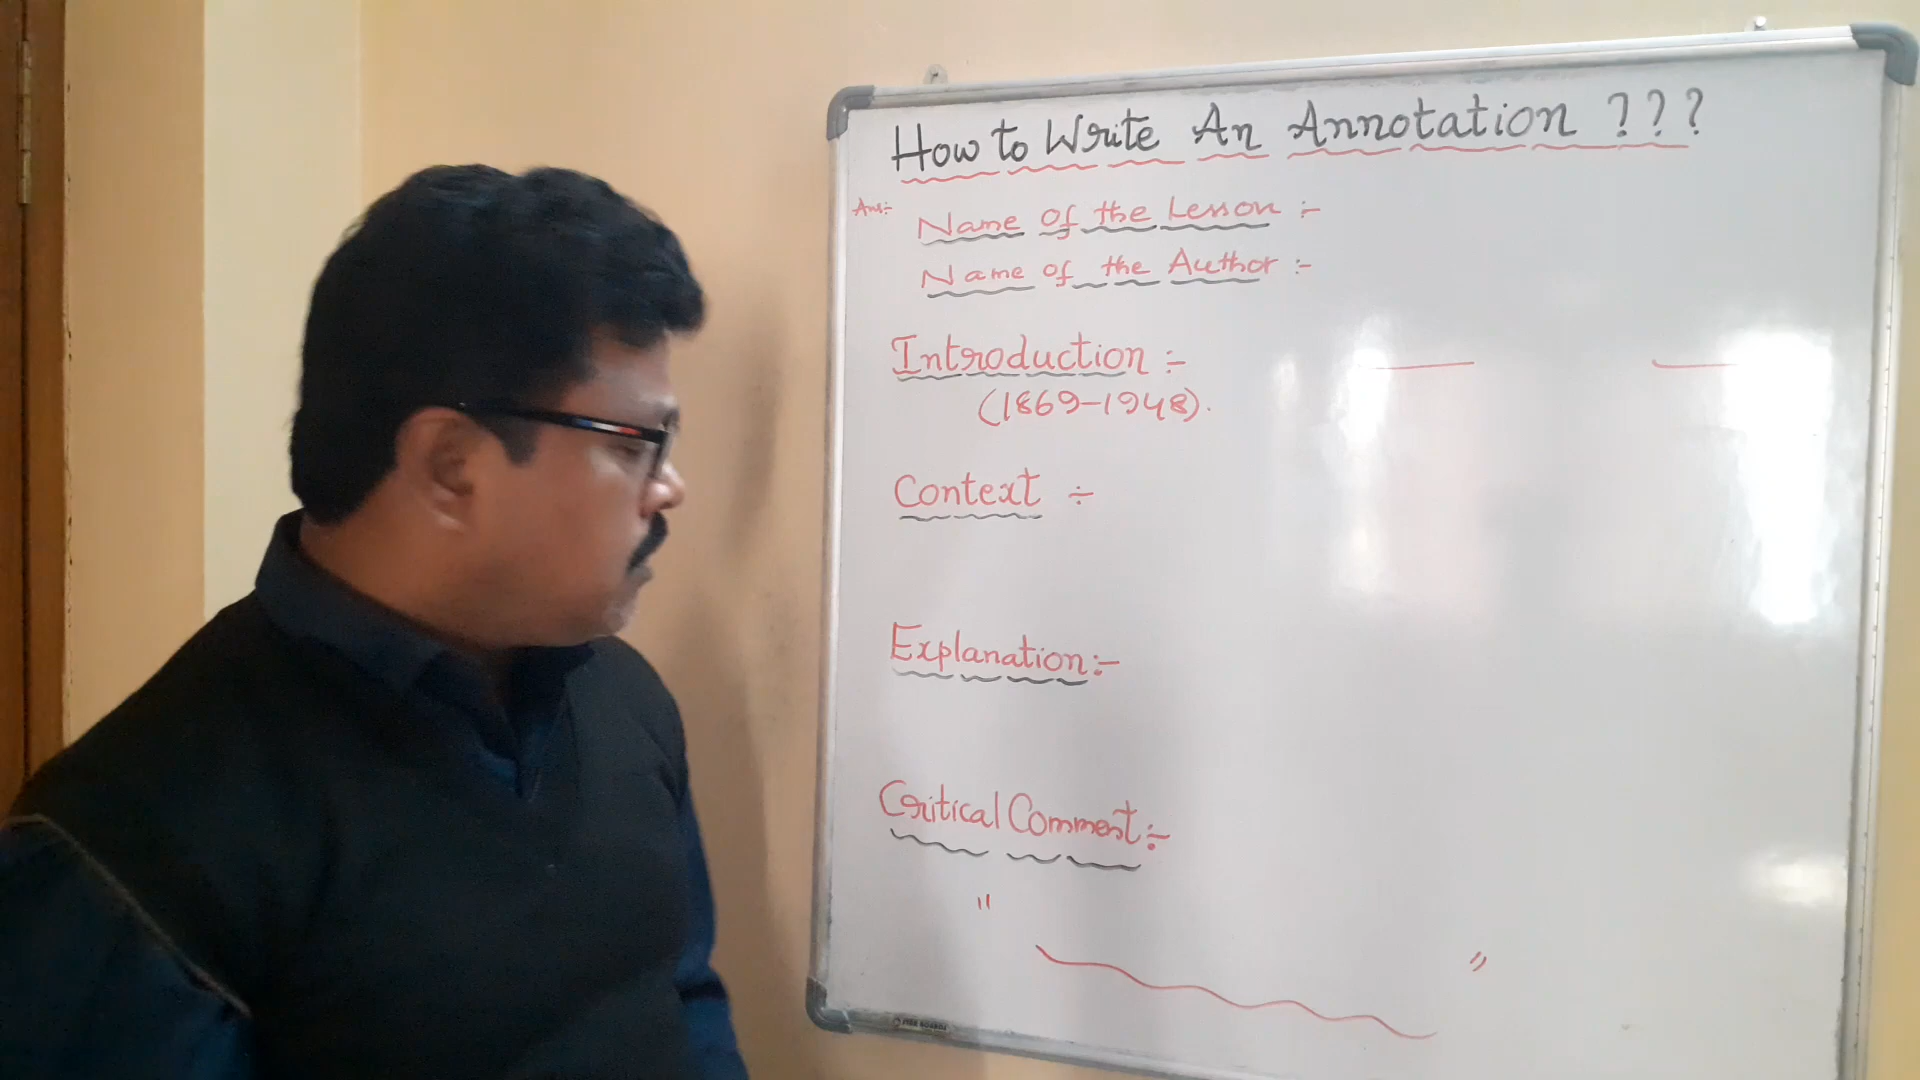 How to Write An Annotation ???
Ans:-
Name of the Lesson :-
Name of the Author :-
Introduction :-
(1869-1948).
Context :-
Explanation:-
Critical Comment:-
"
"